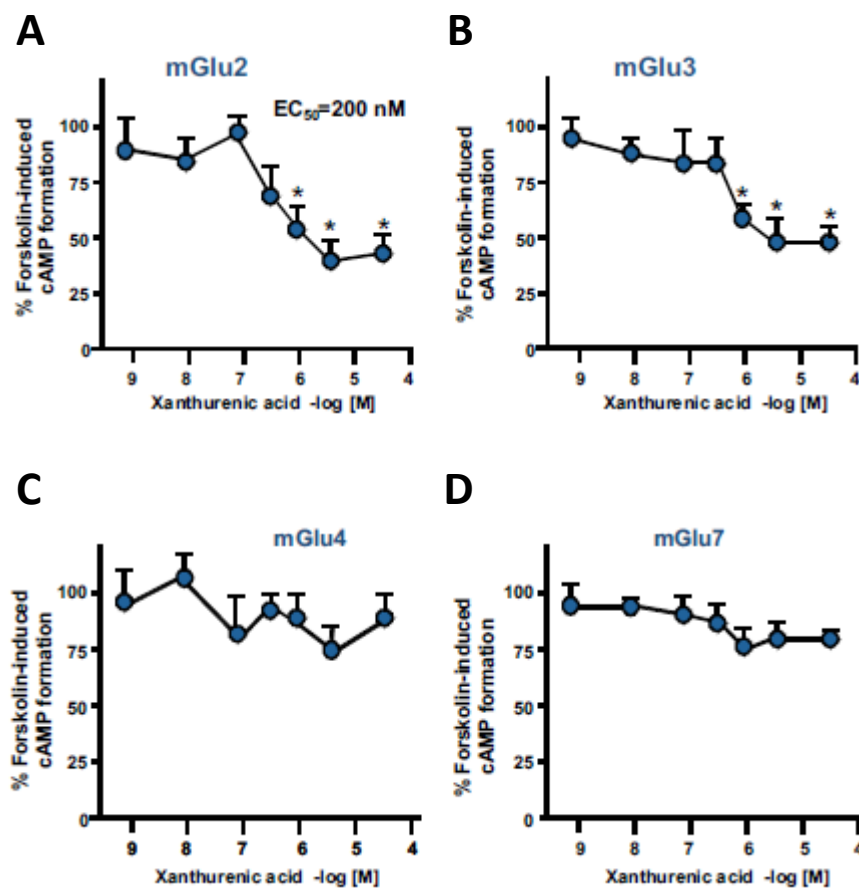 A
mGlu2
EC50=200 nM
% Forskolin-induced
cAMP formation
100
75
50
25
0
*
*
*
9 8 7 6 5 4
Xanthurenic acid -log [M]
B
mGlu3
% Forskolin-induced
cAMP formation
100
75
50
25
0
*
*
*
9 8 7 6 5 4
Xanthurenic acid -log [M]
C
mGlu4
% Forskolin-induced
cAMP formation
100
75
50
25
0
9 8 7 6 5 4
Xanthurenic acid -log [M]
D
mGlu7
% Forskolin-induced
cAMP formation
100
75
50
25
0
9 8 7 6 5 4
Xanthurenic acid -log [M]